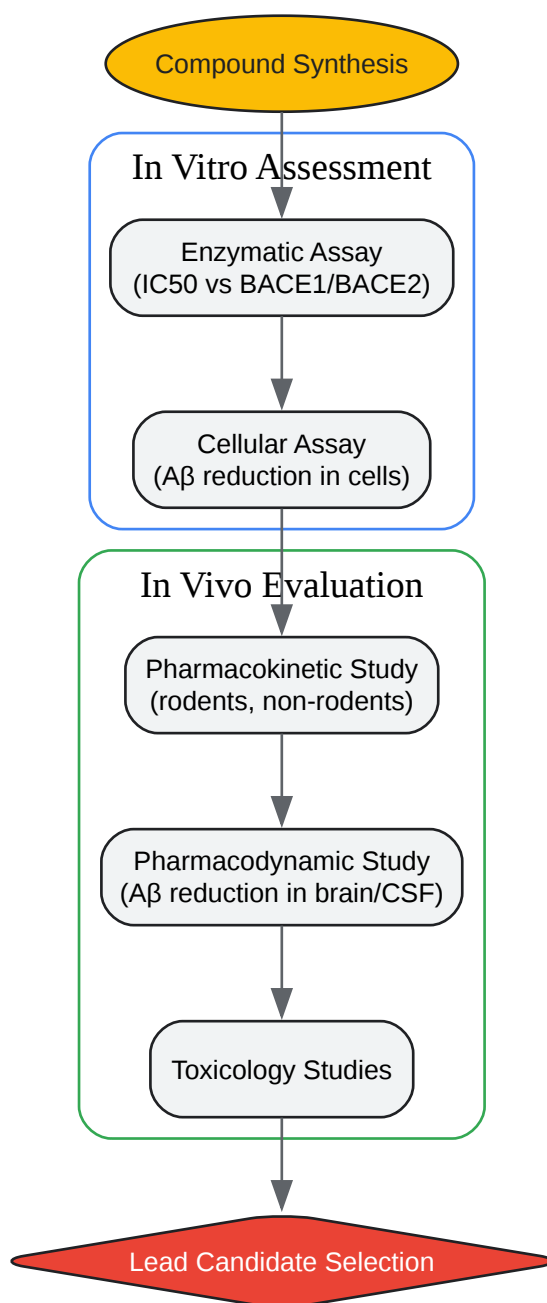 Compound Synthesis
In Vitro Assessment
Enzymatic Assay
(IC50 vs BACE1/BACE2)
Cellular Assay
(Aβ reduction in cells)
In Vivo Evaluation
Pharmacokinetic Study
(rodents, non-rodents)
Pharmacodynamic Study
(Aβ reduction in brain/CSF)
Toxicology Studies
Lead Candidate Selection